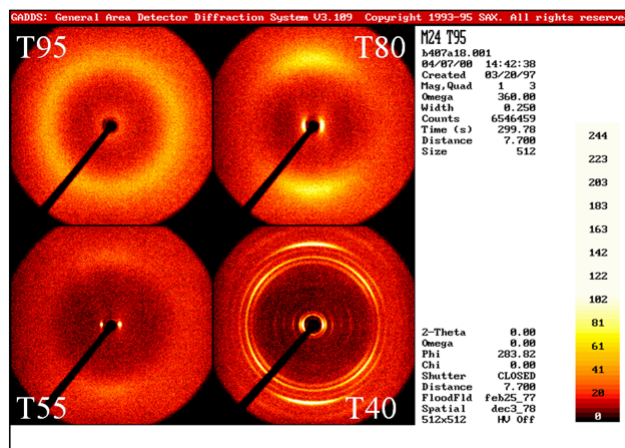 GADDS: General Area Detector Diffraction System V3.109 Copyright 1993-95 SAX. All rights reserved
T95
T80
T55
T40
M24 T95
b407a18.001
04/07/00 14:42:38
Created 03/20/97
Mag,Quad 1 3
Omega 360.00
Width 0.250
Counts 6546459
Time (s) 299.78
Distance 7.700
Size 512
244
223
203
183
163
142
122
102
81
61
41
20
0
2-Theta 0.00
Omega 0.00
Phi 283.82
Chi 0.00
Shutter CLOSED
Distance 7.700
FloodFld feb25_77
Spatial dec3_78
512x512 HV Off